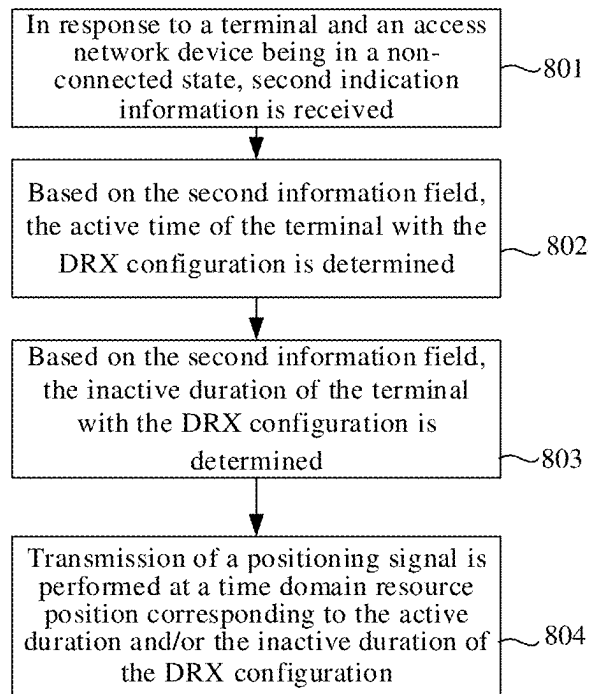 In response to a terminal and an access
network device being in a non-
connected state, second indication
information is received
801
Based on the second information field,
the active time of the terminal with the
DRX configuration is determined
802
Based on the second information field,
the inactive duration of the terminal
with the DRX configuration is
determined
803
Transmission of a positioning signal is
performed at a time domain resource
position corresponding to the active
duration and/or the inactive duration of
the DRX configuration
804